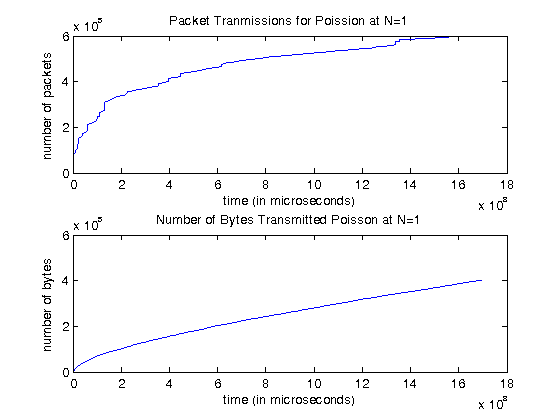 Packet Tranmissions for Poission at N=1
x 10^5
6
4
2
0
number of packets
0 2 4 6 8 10 12 14 16 18
time (in microseconds)
x 10^8
Number of Bytes Transmitted Poisson at N=1
x 10^5
6
4
2
0
number of bytes
0 2 4 6 8 10 12 14 16 18
time (in microseconds)
x 10^8